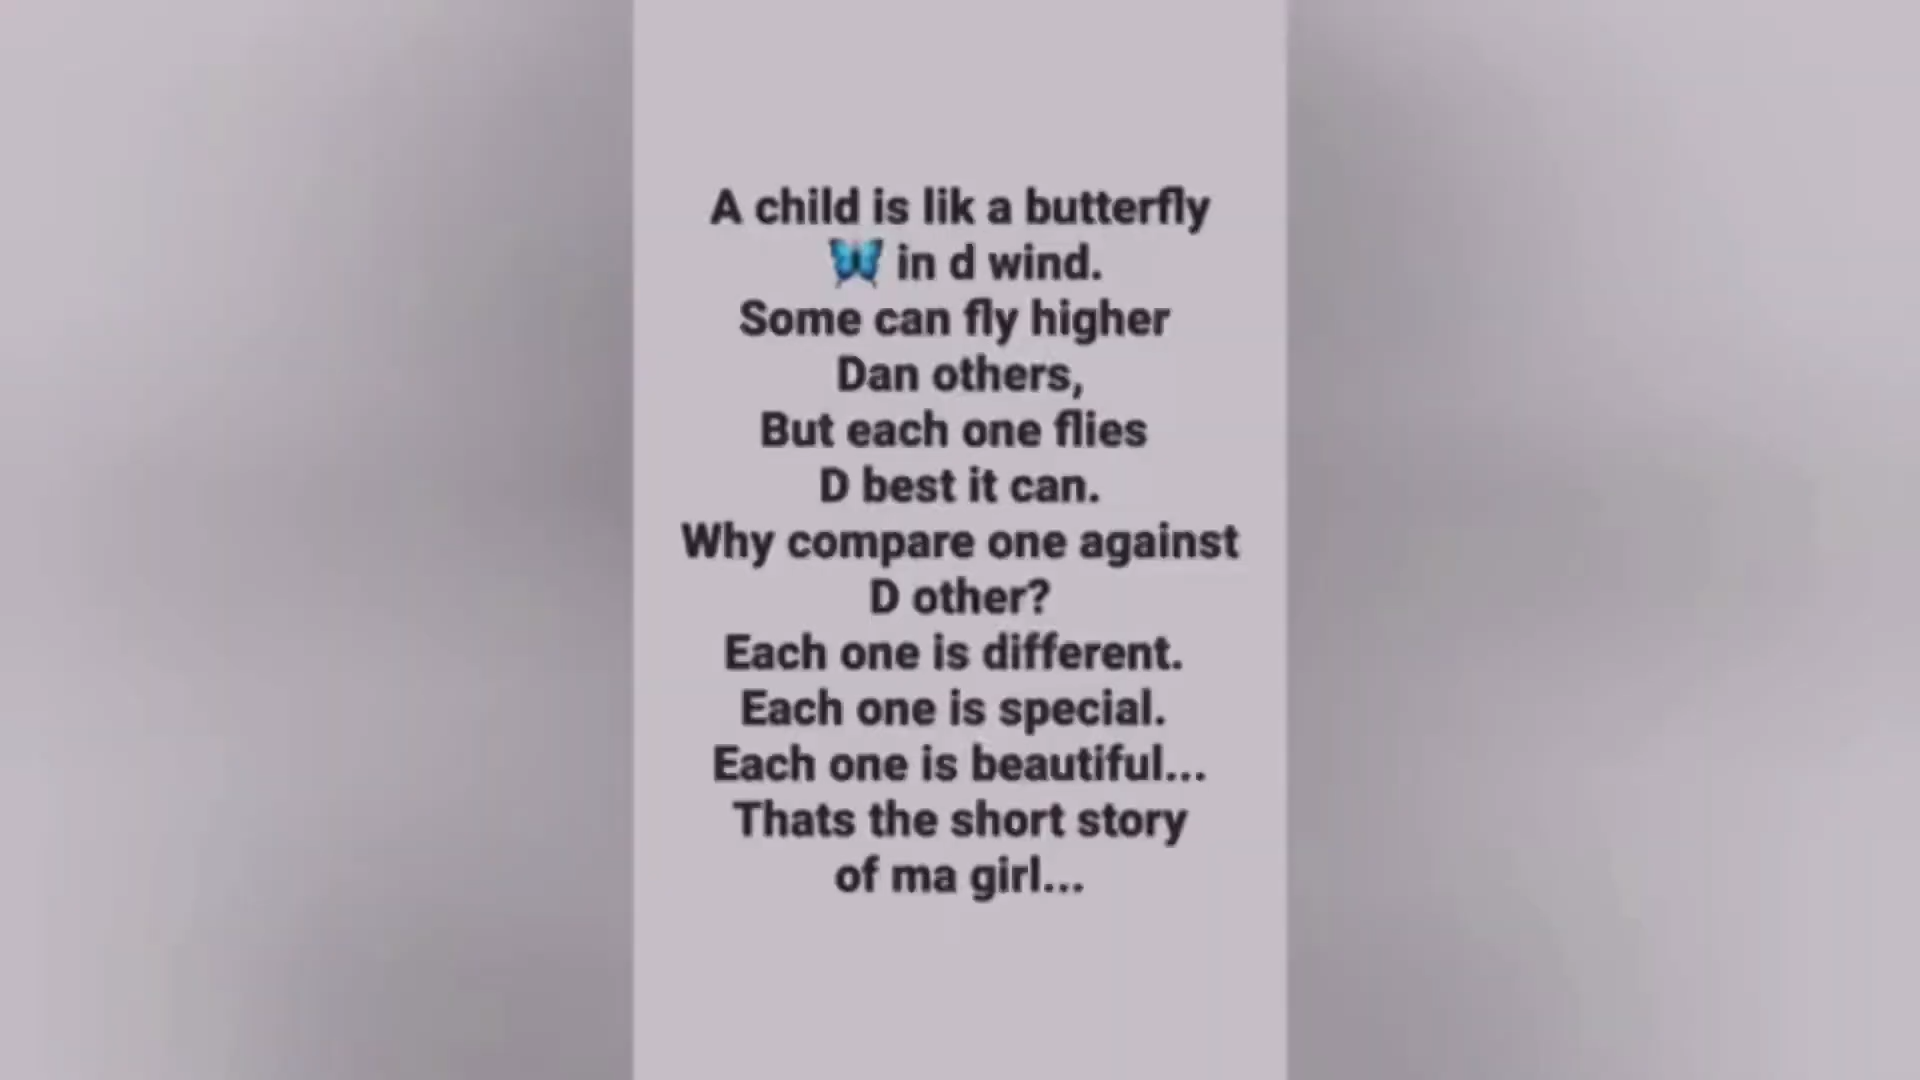 A child is lik a butterfly
🦋 in d wind.
Some can fly higher
Dan others,
But each one flies
D best it can.
Why compare one against
D other?
Each one is different.
Each one is special.
Each one is beautiful...
Thats the short story
of ma girl...